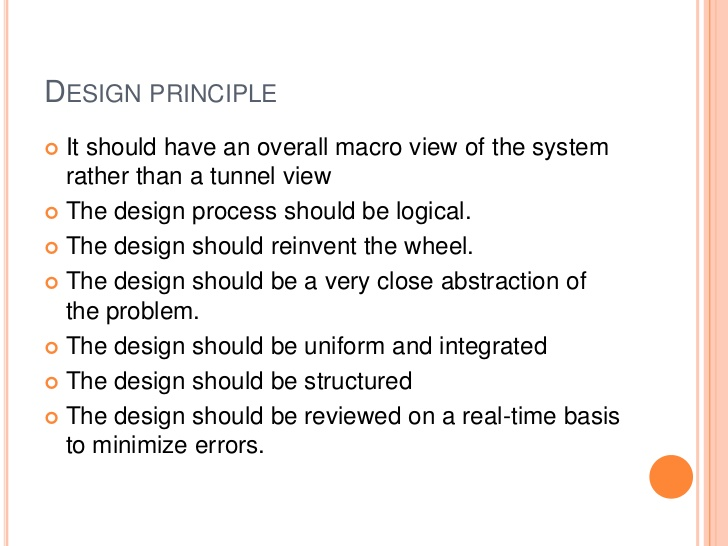 DESIGN PRINCIPLE
It should have an overall macro view of the system
rather than a tunnel view
The design process should be logical.
The design should reinvent the wheel.
The design should be a very close abstraction of
the problem.
The design should be uniform and integrated
The design should be structured
The design should be reviewed on a real-time basis
to minimize errors.